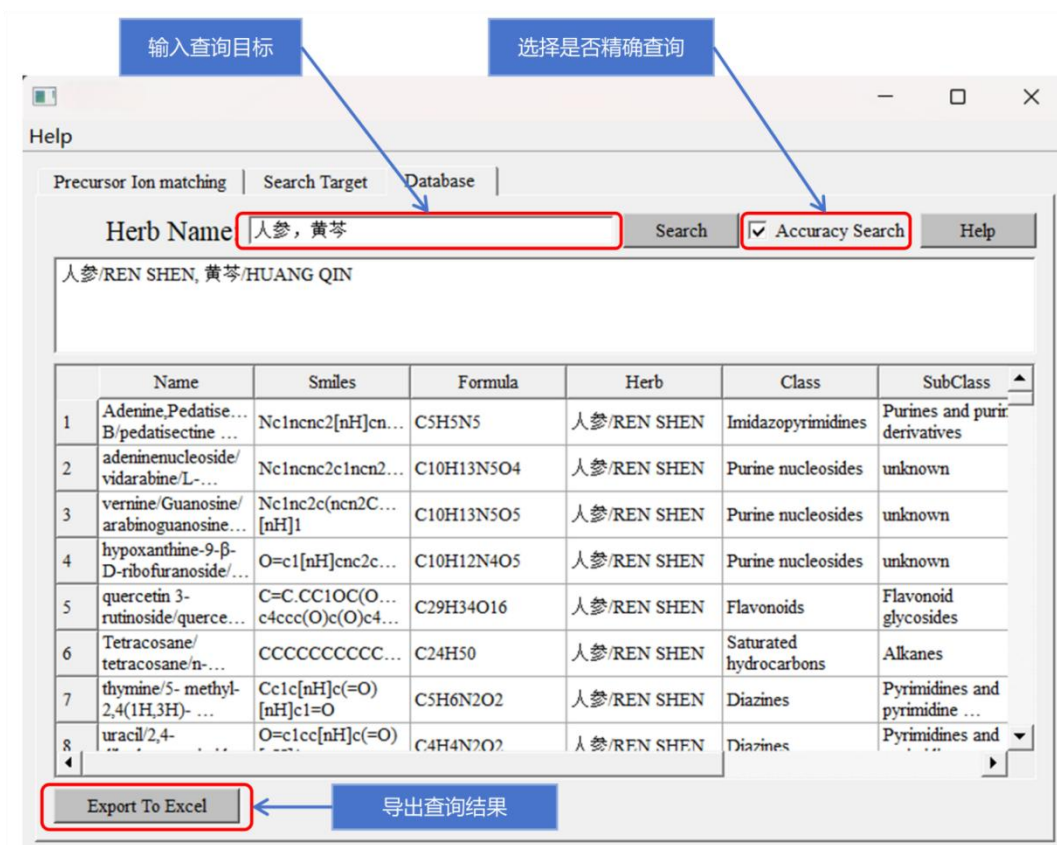 输入查询目标
选择是否精确查询
Help
Precursor Ion matching
Search Target
Database
Herb Name
人参，黄芩
Search
Accuracy Search
Help
人参/REN SHEN, 黄芩/HUANG QIN
Name Smiles Formula Herb Class SubClass
1 Adenine,Pedatise... Nc1ncnc2[nH]cn... C5H5N5 人参/REN SHEN Imidazopyrimidines Purines and purin
B/pedatisectine ... derivatives
2 adeninenucleoside/ Nc1ncnc2c1ncn2... C10H13N5O4 人参/REN SHEN Purine nucleosides unknown
vidarabine/L-...
3 vernine/Guanosine/ Nc1nc2c(ncn2C... C10H13N5O5 人参/REN SHEN Purine nucleosides unknown
arabinoguanosine... [nH]1
4 hypoxanthine-9-β- O=c1[nH]cnc2c... C10H12N4O5 人参/REN SHEN Purine nucleosides unknown
D-ribofuranoside/...
5 quercetin 3- C=C.CC1OC(O... C29H34O16 人参/REN SHEN Flavonoids Flavonoid
rutinoside/querce... c4ccc(O)c(O)c4... glycosides
6 Tetracosane/ CCCCCCCCCC... C24H50 人参/REN SHEN Saturated Alkanes
tetracosane/n-... hydrocarbons
7 thymine/5- methyl- Cc1c[nH]c(=O) C5H6N2O2 人参/REN SHEN Diazines Pyrimidines and
2,4(1H,3H)- ... [nH]c1=O pyrimidine ...
8 uracil/2,4- O=c1cc[nH]c(=O) C4H4N2O2 人参/REN SHEN Diazines Pyrimidines and
Export To Excel
导出查询结果